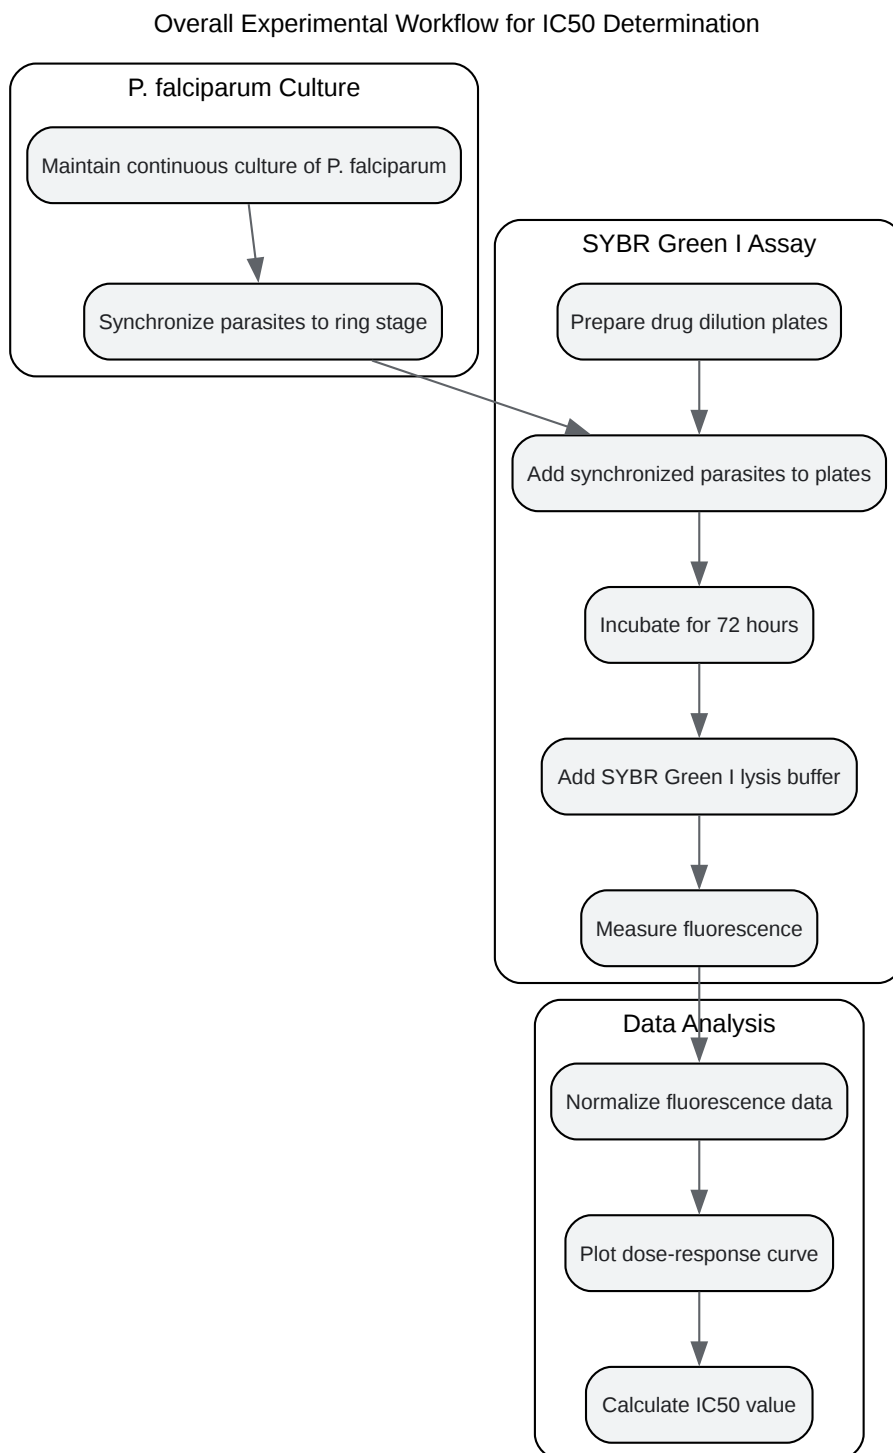 Overall Experimental Workflow for IC50 Determination
P. falciparum Culture
Maintain continuous culture of P. falciparum
Synchronize parasites to ring stage
SYBR Green I Assay
Prepare drug dilution plates
Add synchronized parasites to plates
Incubate for 72 hours
Add SYBR Green I lysis buffer
Measure fluorescence
Data Analysis
Normalize fluorescence data
Plot dose-response curve
Calculate IC50 value